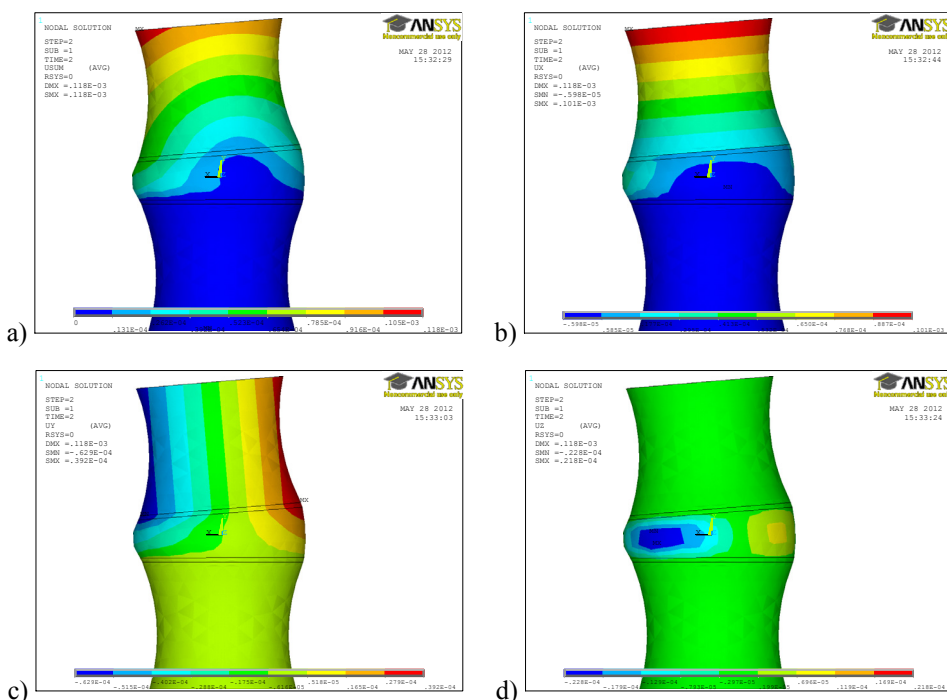 1
NODAL SOLUTION
STEP=2
SUB =1
TIME=2
USUM (AVG)
RSYS=0
DMX =.118E-03
SMX =.118E-03
ANSYS
Noncommercial use only
MAY 28 2012
15:32:29
MX
X
0
.785E-04
.105E-03
.131E-04
.916E-04
.118E-03
a)
NODAL SOLUTION
STEP=2
SUB =1
TIME=2
UX (AVG)
RSYS=0
DMX =.118E-03
SMN =-.598E-05
SMX =.101E-03
ANSYS
Noncommercial use only
MAY 28 2012
15:32:44
-.598E-05
.650E-04
.887E-04
.585E-05
.768E-04
.101E-03
b)
1
NODAL SOLUTION
STEP=2
SUB =1
TIME=2
UY (AVG)
RSYS=0
DMX =.118E-03
SMN =-.629E-04
SMX =.392E-04
ANSYS
Noncommercial use only
MAY 28 2012
15:33:03
MX
X
-.402E-04
-.175E-04
.518E-05
.279E-04
-.515E-04
-.288E-04
-.616E-05
.165E-04
.392E-04
c)
1
NODAL SOLUTION
STEP=2
SUB =1
TIME=2
UZ (AVG)
RSYS=0
DMX =.118E-03
SMN =-.228E-04
SMX =.218E-04
ANSYS
Noncommercial use only
MAY 28 2012
15:33:24
-.228E-04
-.129E-04
-.297E-05
.696E-05
.169E-04
-.179E-04
.119E-04
.218E-04
d)